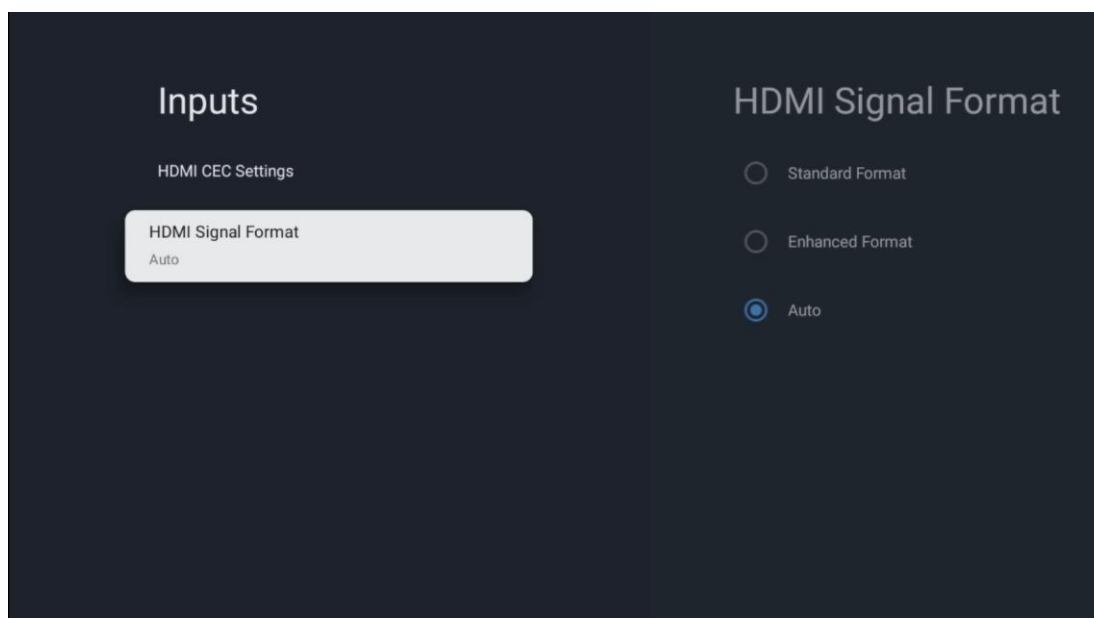 Inputs
HDMI CEC Settings
HDMI Signal Format
Auto
HDMI Signal Format
Standard Format
Enhanced Format
Auto